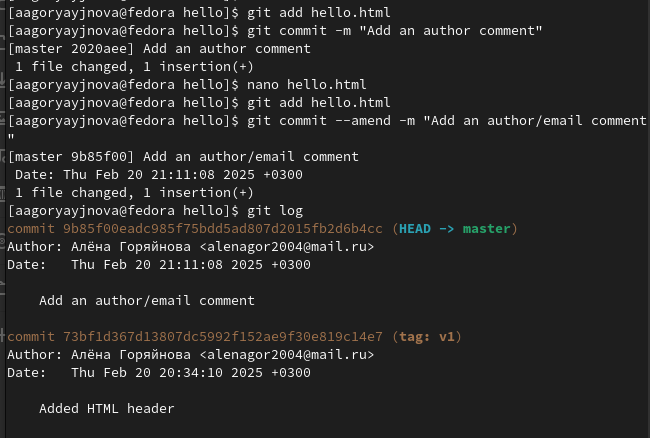 [aagoryayjnova@fedora hello]$ git add hello.html
[aagoryayjnova@fedora hello]$ git commit -m "Add an author comment"
[master 2020aee] Add an author comment
 1 file changed, 1 insertion(+)
[aagoryayjnova@fedora hello]$ nano hello.html
[aagoryayjnova@fedora hello]$ git add hello.html
[aagoryayjnova@fedora hello]$ git commit --amend -m "Add an author/email comment
"
[master 9b85f00] Add an author/email comment
 Date: Thu Feb 20 21:11:08 2025 +0300
 1 file changed, 1 insertion(+)
[aagoryayjnova@fedora hello]$ git log
commit 9b85f00eadc985f75bdd5ad807d2015fb2d6b4cc (HEAD -> master)
Author: Алёна Горяйнова <alenagor2004@mail.ru>
Date:   Thu Feb 20 21:11:08 2025 +0300

    Add an author/email comment

commit 73bf1d367d13807dc5992f152ae9f30e819c14e7 (tag: v1)
Author: Алёна Горяйнова <alenagor2004@mail.ru>
Date:   Thu Feb 20 20:34:10 2025 +0300

    Added HTML header